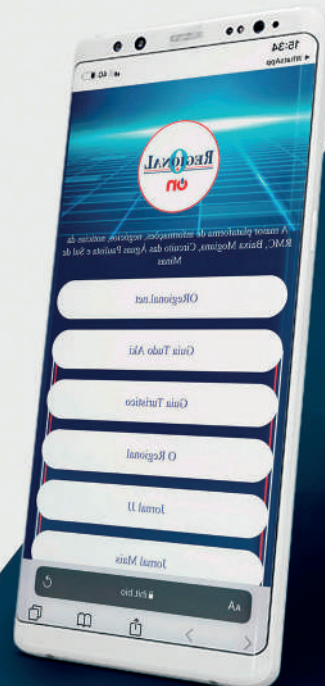 15:34
WhatsApp
4G
O REGIONAL
on
A maior plataforma de informações, negócios, notícias da
RMC, Baixa Mogiana, Circuito das Águas Paulista e Sul de
Minas
ORegional.net
Guia Tudo Aki
Guia Turístico
O Regional
Jornal JJ
Jornal Mais
AA